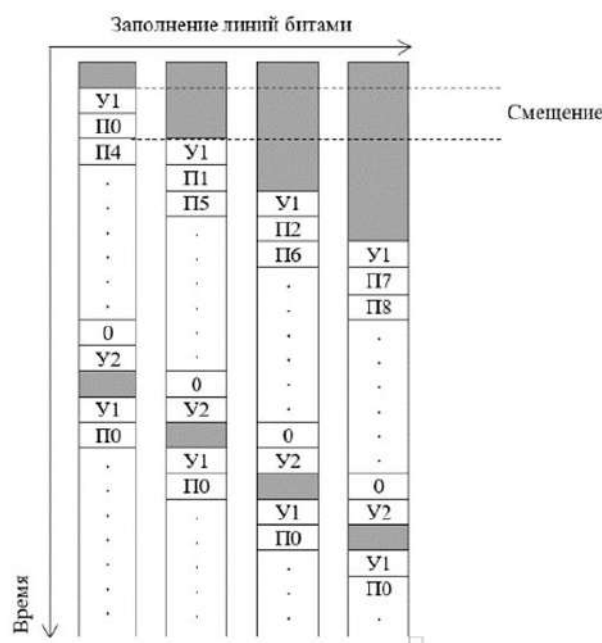 Заполнение линий битами
Смещение
У1
П0
П4
У1
П1
П5
У1
П2
П6
У1
П7
П8
0
У2
У1
П0
0
У2
У1
П0
0
У2
У1
П0
0
У2
У1
П0
Время